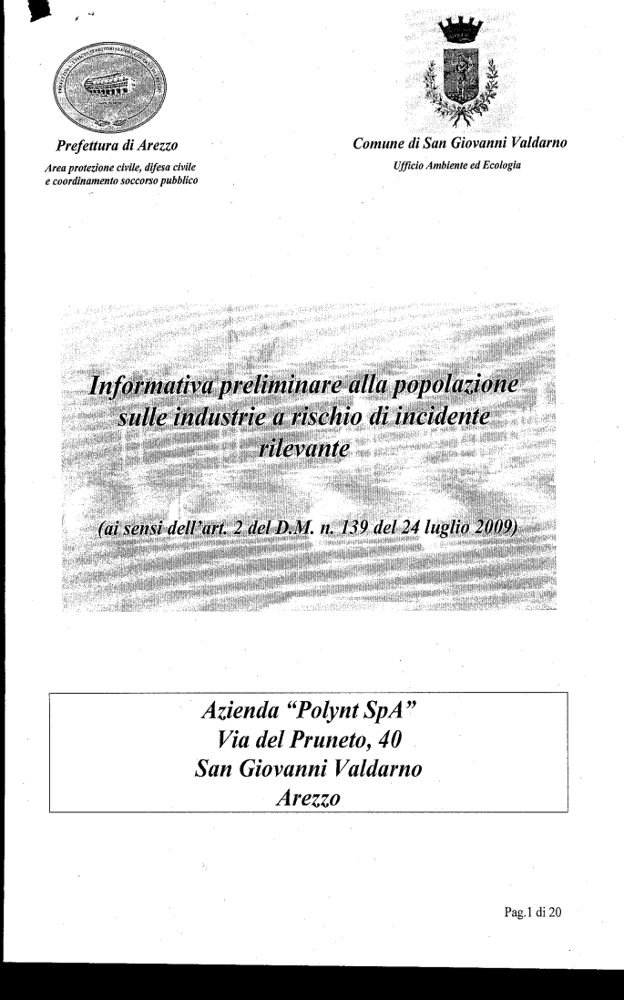 Prefettura di Arezzo
Area protezione civile, difesa civile
e coordinamento soccorso pubblico
Comune di San Giovanni Valdarno
Ufficio Ambiente ed Ecologia
Informativa preliminare alla popolazione
sulle industrie a rischio di incidente
rilevante
(ai sensi dell'art. 2 del D.M. n. 139 del 24 luglio 2009)
Azienda “Polynt SpA”
Via del Pruneto, 40
San Giovanni Valdarno
Arezzo
Pag.1 di 20